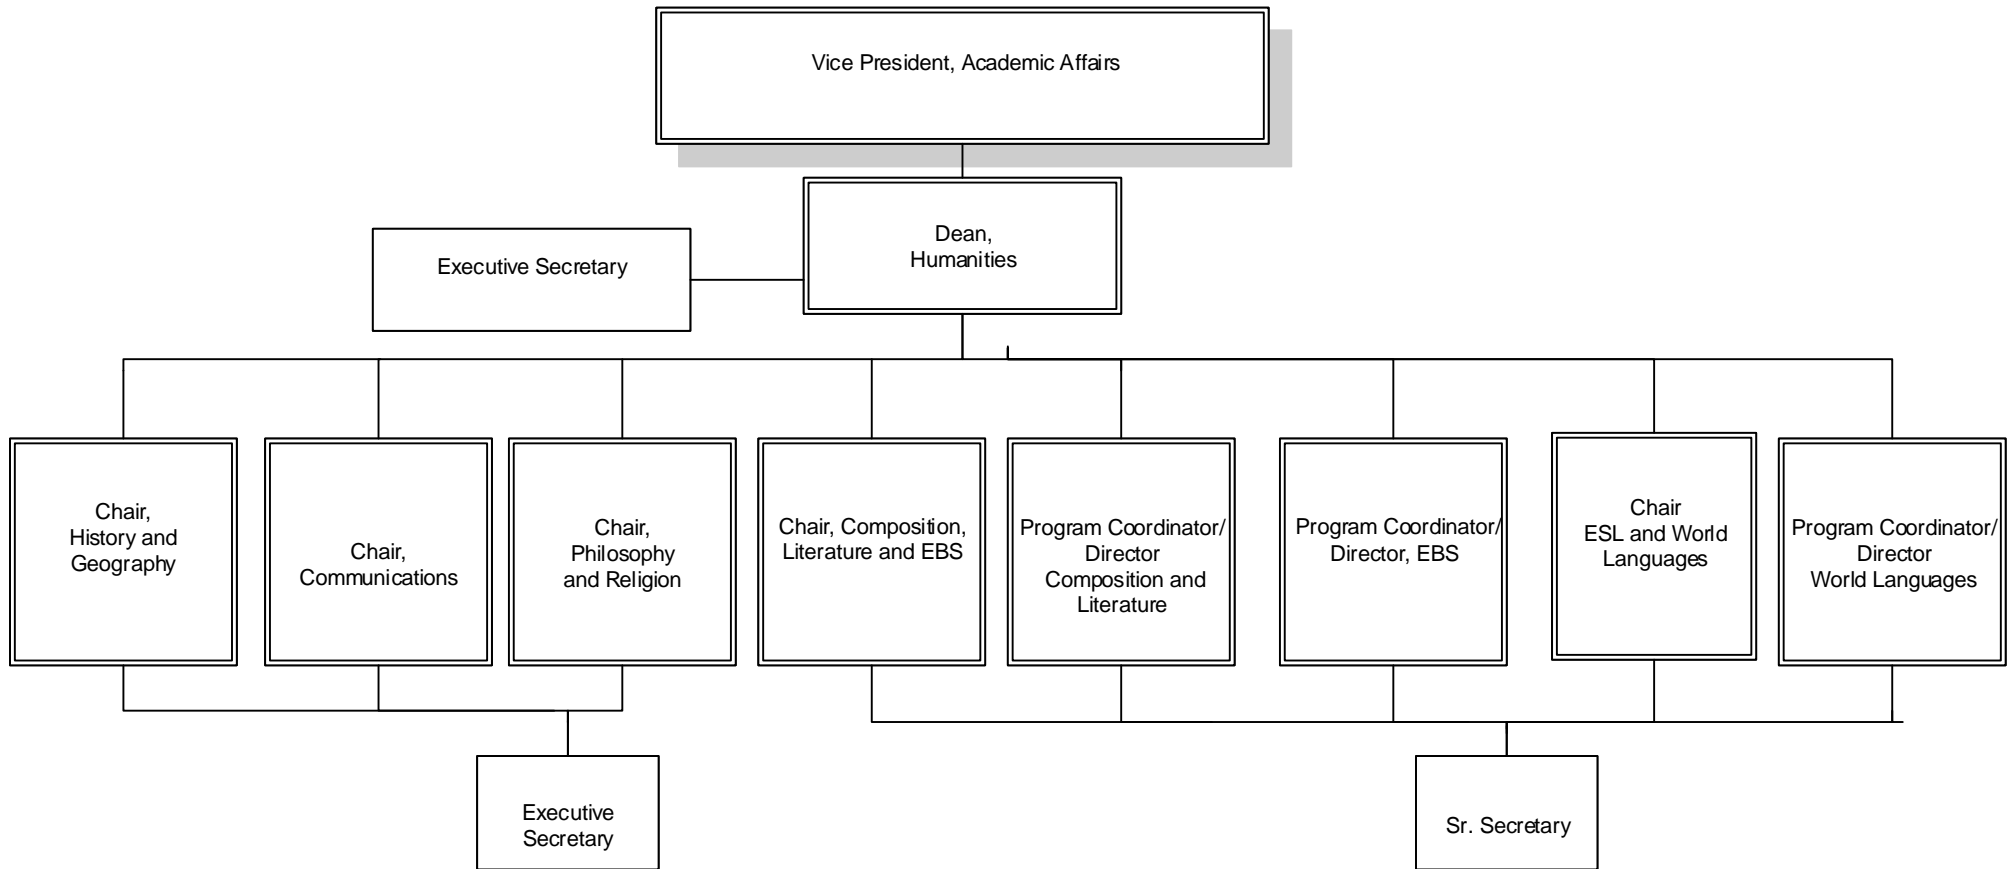 Vice President, Academic Affairs
Dean,
Humanities
Executive Secretary
Chair,
History and
Geography
Chair,
Communications
Chair,
Philosophy
and Religion
Chair, Composition,
Literature and EBS
Program Coordinator/
Director
Composition and
Literature
Program Coordinator/
Director, EBS
Chair
ESL and World
Languages
Program Coordinator/
Director
World Languages
Executive
Secretary
Sr. Secretary